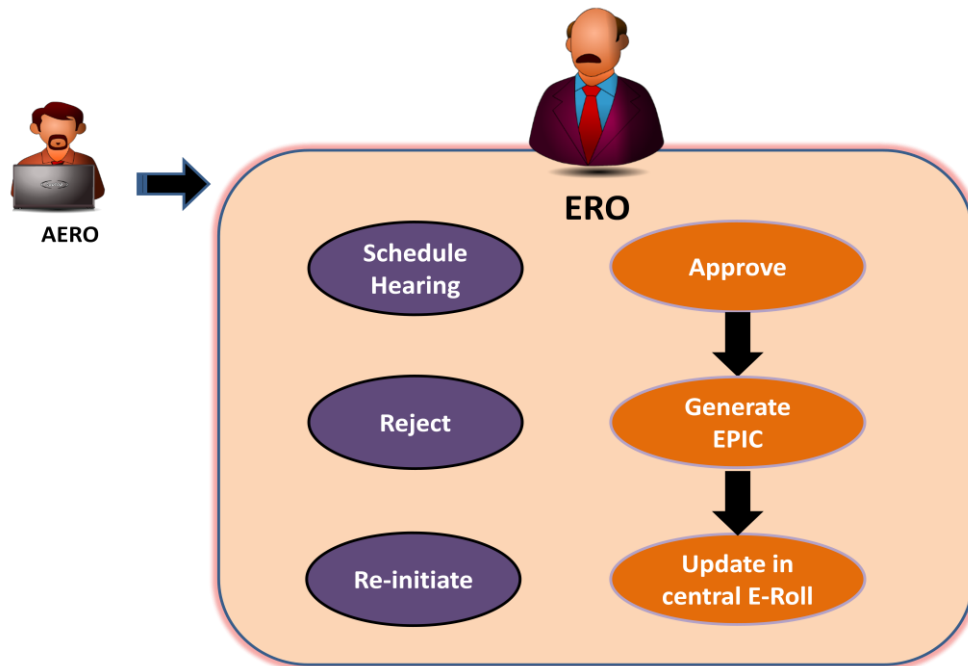 AERO
ERO
Schedule
Hearing
Approve
Reject
Generate
EPIC
Re-initiate
Update in
central E-Roll